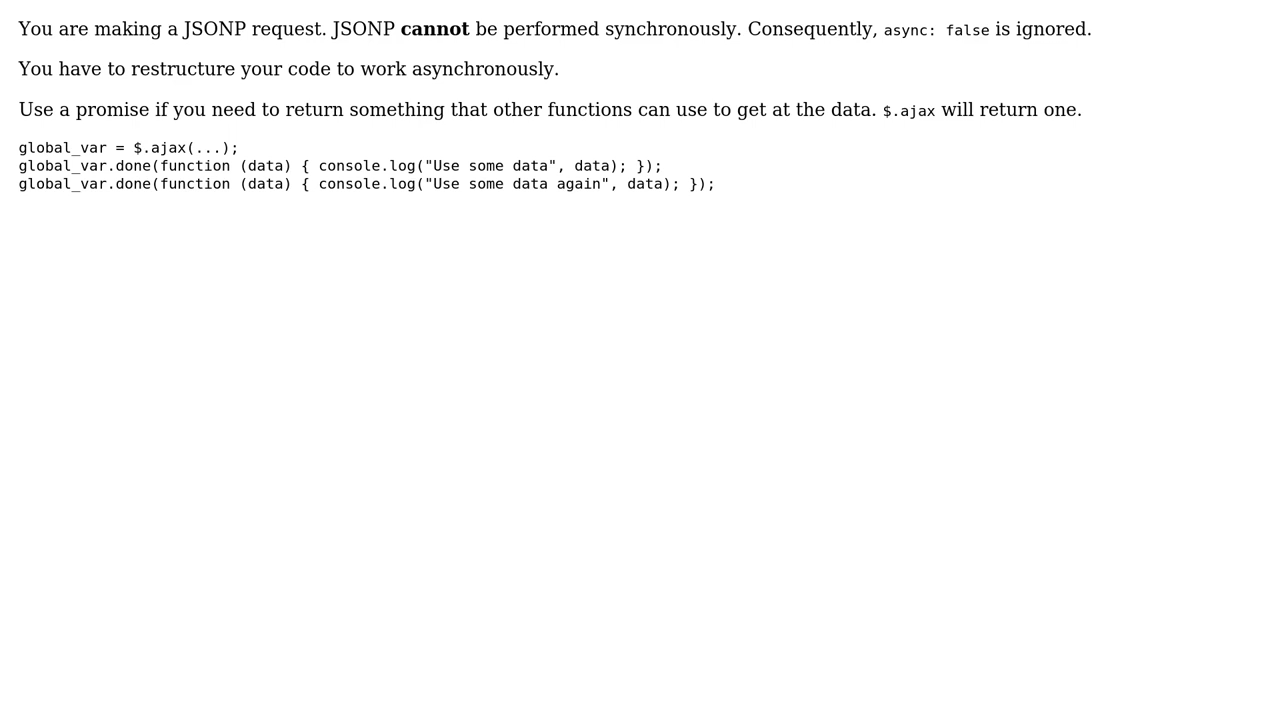 You are making a JSONP request. JSONP cannot be performed synchronously. Consequently, async: false is ignored.
You have to restructure your code to work asynchronously.
Use a promise if you need to return something that other functions can use to get at the data. $.ajax will return one.
global_var = $.ajax(...);
global_var.done(function (data) { console.log("Use some data", data); });
global_var.done(function (data) { console.log("Use some data again", data); });